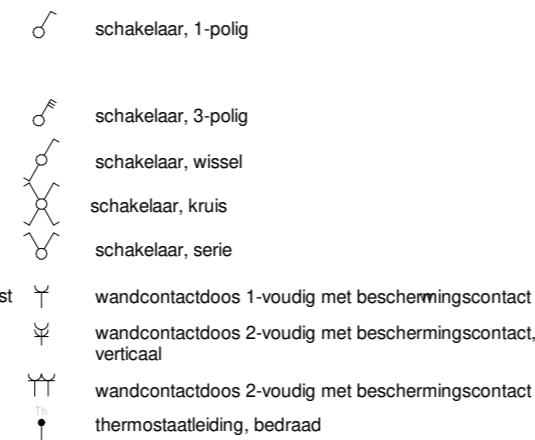 schakelaar, 1-polig
schakelaar, 3-polig
schakelaar, wissel
schakelaar, kruis
schakelaar, serie
st wandcontactdoos 1-voudig met beschermingscontact
wandcontactdoos 2-voudig met beschermingscontact,
verticaal
wandcontactdoos 2-voudig met beschermingscontact
Th
thermostaatleiding, bedraad